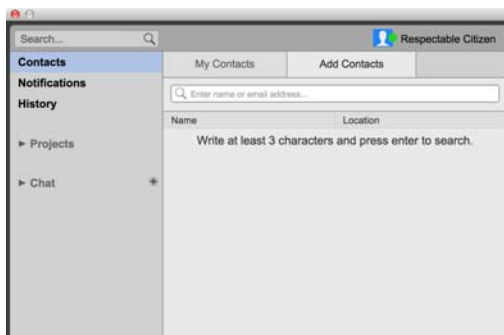 Search...
Respectable Citizen
Contacts
Notifications
History
Projects
Chat
+
My Contacts
Add Contacts
Enter name or email address...
Name
Location
Write at least 3 characters and press enter to search.